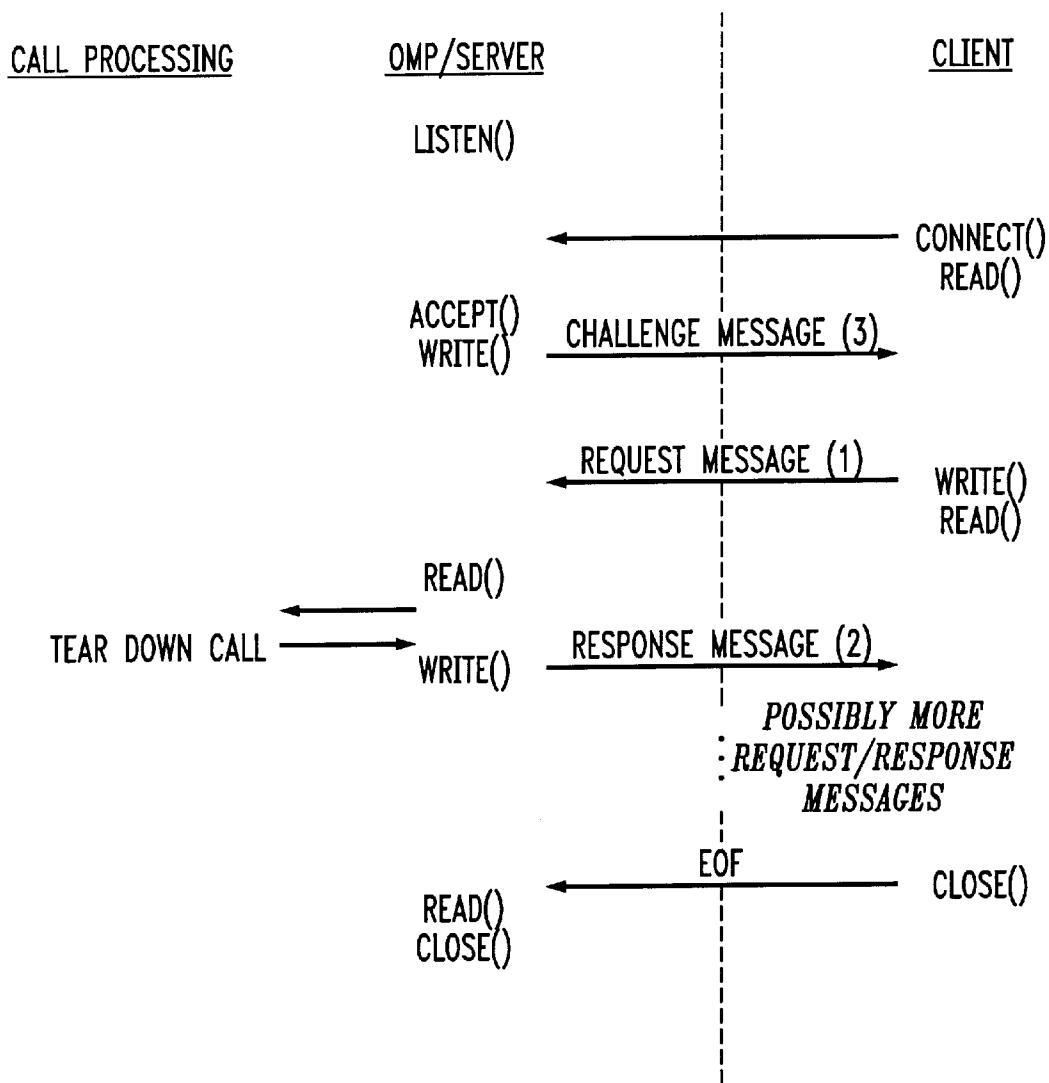 CALL PROCESSING OMP/SERVER CLIENT
LISTEN()
CONNECT()
READ()
ACCEPT()
WRITE() CHALLENGE MESSAGE (3)
REQUEST MESSAGE (1) WRITE()
READ()
READ()
TEAR DOWN CALL WRITE() RESPONSE MESSAGE (2)
POSSIBLY MORE
REQUEST/RESPONSE
MESSAGES
EOF CLOSE()
READ()
CLOSE()